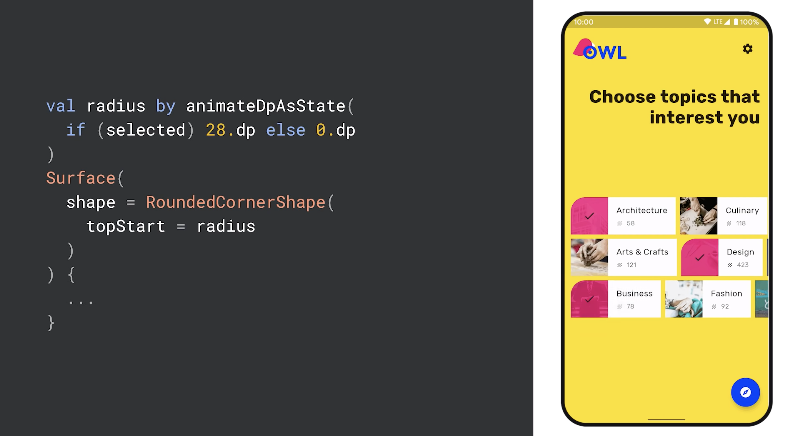 val radius by animateDpAsState(
if (selected) 28.dp else 0.dp
)
Surface(
shape = RoundedCornerShape(
topStart = radius
)
) {
...
}
10:00
LTE
100%
OWL
Choose topics that
interest you
Architecture
58
Culinary
118
Arts & Crafts
121
Design
423
Business
78
Fashion
92